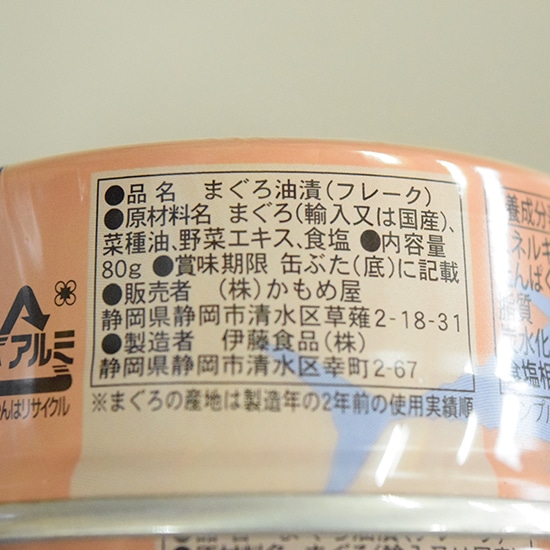 ●品名 まぐろ油漬(フレーク)
●原材料名 まぐろ(輸入又は国産)、
菜種油、野菜エキス、食塩 ●内容量
80g ●賞味期限 缶ぶた(底)に記載
●販売者 (株)かもめ屋
静岡県静岡市清水区草薙2-18-31
●製造者 伊藤食品(株)
静岡県静岡市清水区幸町2-67
※まぐろの産地は製造年の2年前の使用実績順
アルミ
リサイクル
養成分
ネルギ
んぱ
脂質
水化
食塩相